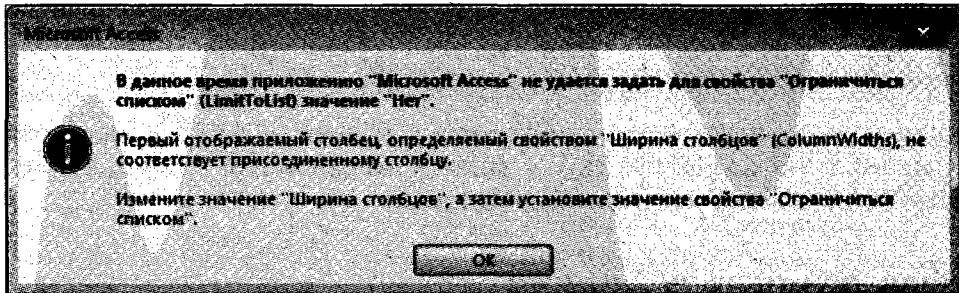 Microsoft Access
В данное время приложению "Microsoft Access" не удается задать для свойства "Ограничиться
списком" (LimitToList) значение "Нет".
Первый отображаемый столбец, определяемый свойством "Ширина столбцов" (ColumnWidths), не
соответствует присоединенному столбцу.
Измените значение "Ширина столбцов", а затем установите значение свойства "Ограничиться
списком".
OK